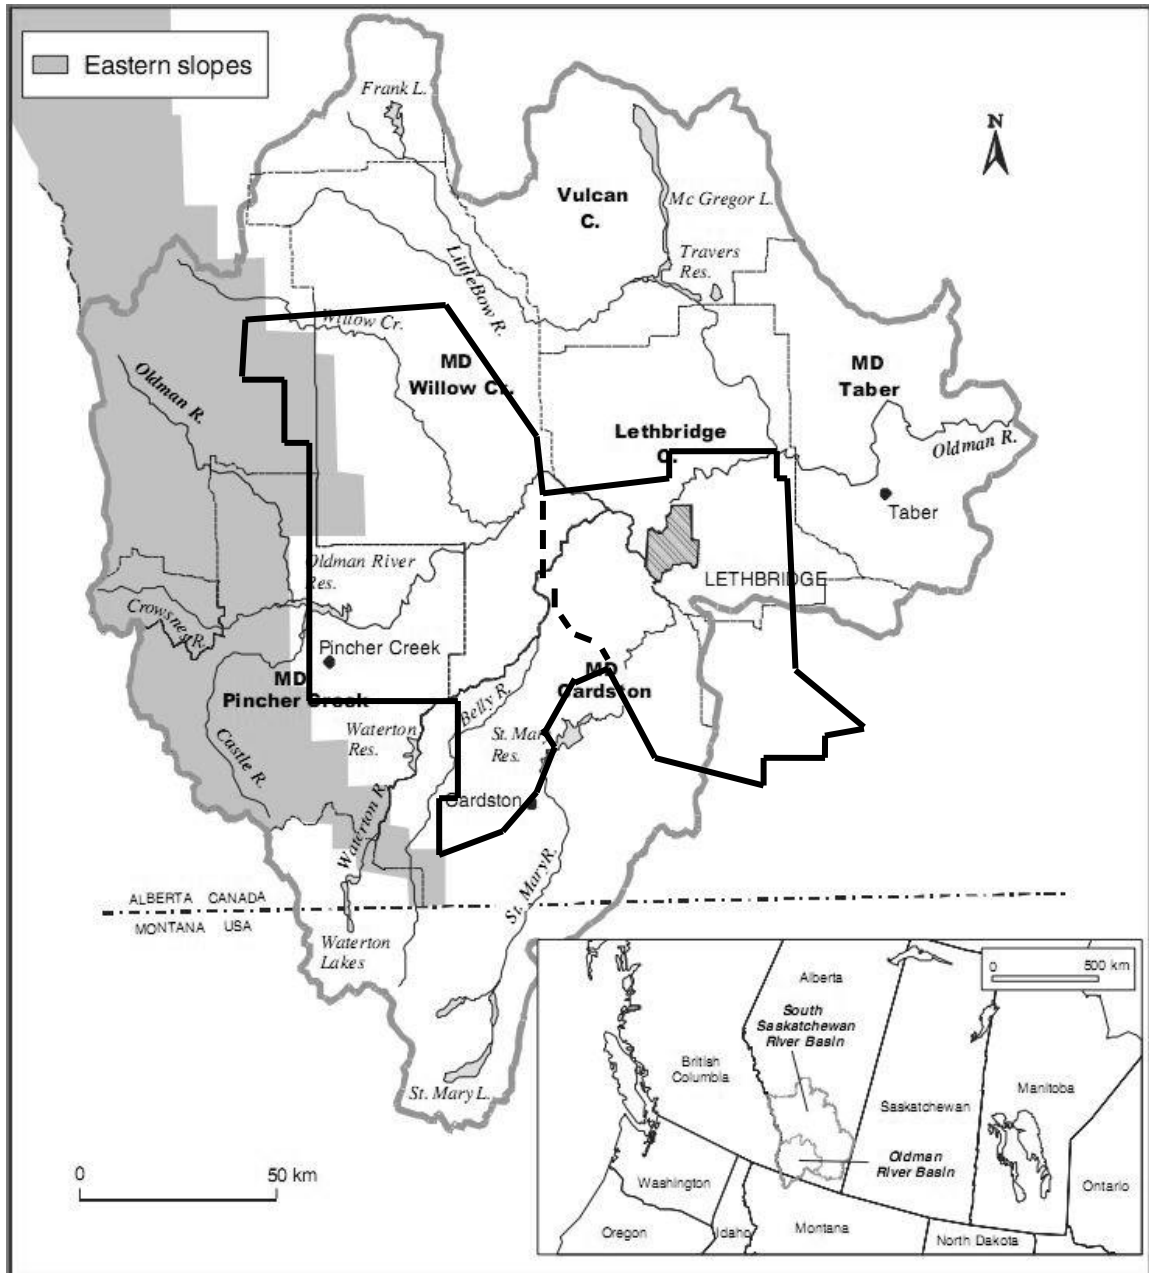 Eastern slopes
Frank L.
N
Vulcan
C.
Mc Gregor L.
Travers
Res.
LittleBow R.
Willow Cr.
MD
Willow Cr.
MD
Taber
Oldman R.
Lethbridge
C.
Oldman R.
Taber
Oldman River
Res.
LETHBRIDGE
Crowsnest R.
Pincher Creek
MD
Pincher Creek
MD
Cardston
Belly R.
Waterton
Res.
St. Mary
Res.
Castle R.
Cardston
Waterton R.
St. Mary R.
ALBERTA CANADA
MONTANA USA
Waterton
Lakes
St. Mary L.
0 50 km
0 500 km
Alberta
South
Saskatchewan
River Basin
British
Columbia
Manitoba
Saskatchewan
Oldman
River Basin
Washington
Ontario
Oregon
Idaho
Montana
North Dakota